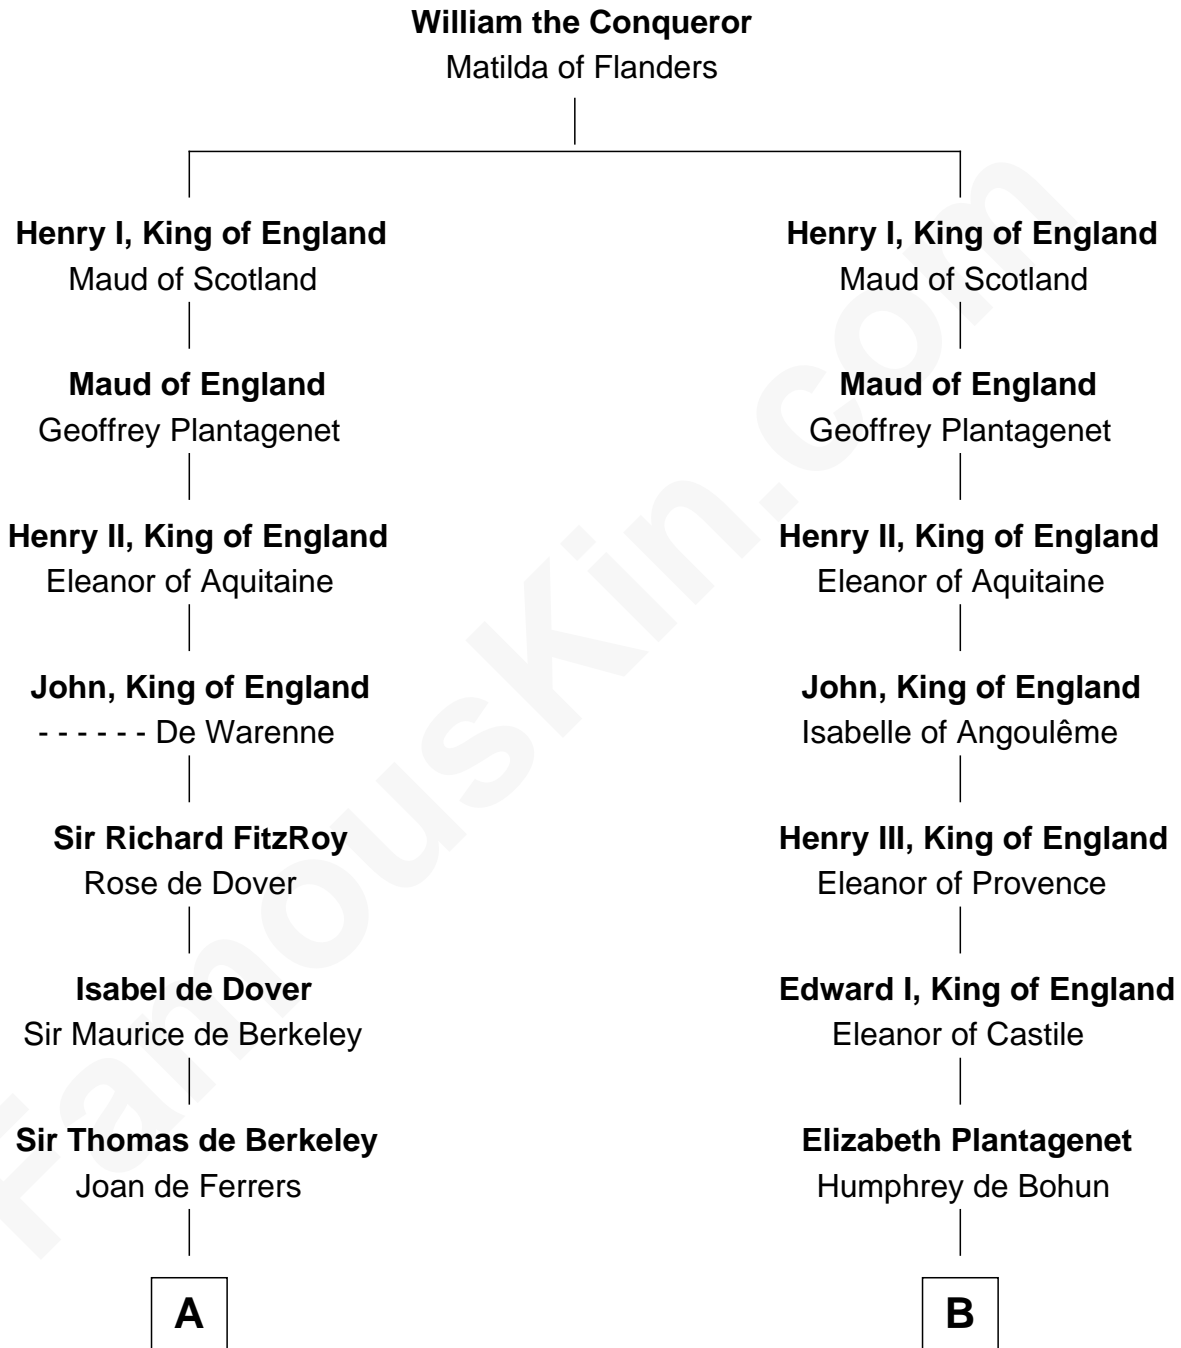 William the Conqueror
Matilda of Flanders
Henry I, King of England
Maud of Scotland
Maud of England
Geoffrey Plantagenet
Henry II, King of England
Eleanor of Aquitaine
John, King of England
- - - - - - De Warenne
Sir Richard FitzRoy
Rose de Dover
Isabel de Dover
Sir Maurice de Berkeley
Sir Thomas de Berkeley
Joan de Ferrers
A
Henry I, King of England
Maud of Scotland
Maud of England
Geoffrey Plantagenet
Henry II, King of England
Eleanor of Aquitaine
John, King of England
Isabelle of Angoulême
Henry III, King of England
Eleanor of Provence
Edward I, King of England
Eleanor of Castile
Elizabeth Plantagenet
Humphrey de Bohun
B
FamousKin.com